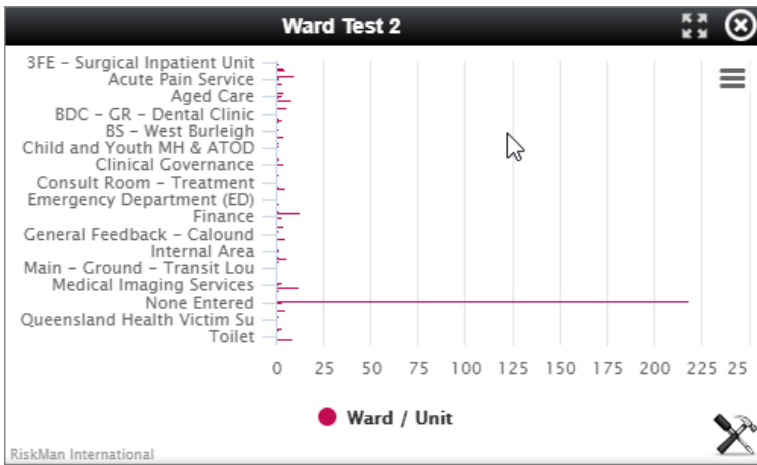 Ward Test 2
3FE - Surgical Inpatient Unit
Acute Pain Service
Aged Care
BDC - GR - Dental Clinic
BS - West Burleigh
Child and Youth MH & ATOD
Clinical Governance
Consult Room - Treatment
Emergency Department (ED)
Finance
General Feedback - Calound
Internal Area
Main - Ground - Transit Lou
Medical Imaging Services
None Entered
Queensland Health Victim Su
Toilet
0 25 50 75 100 125 150 175 200 225 25
Ward / Unit
RiskMan International